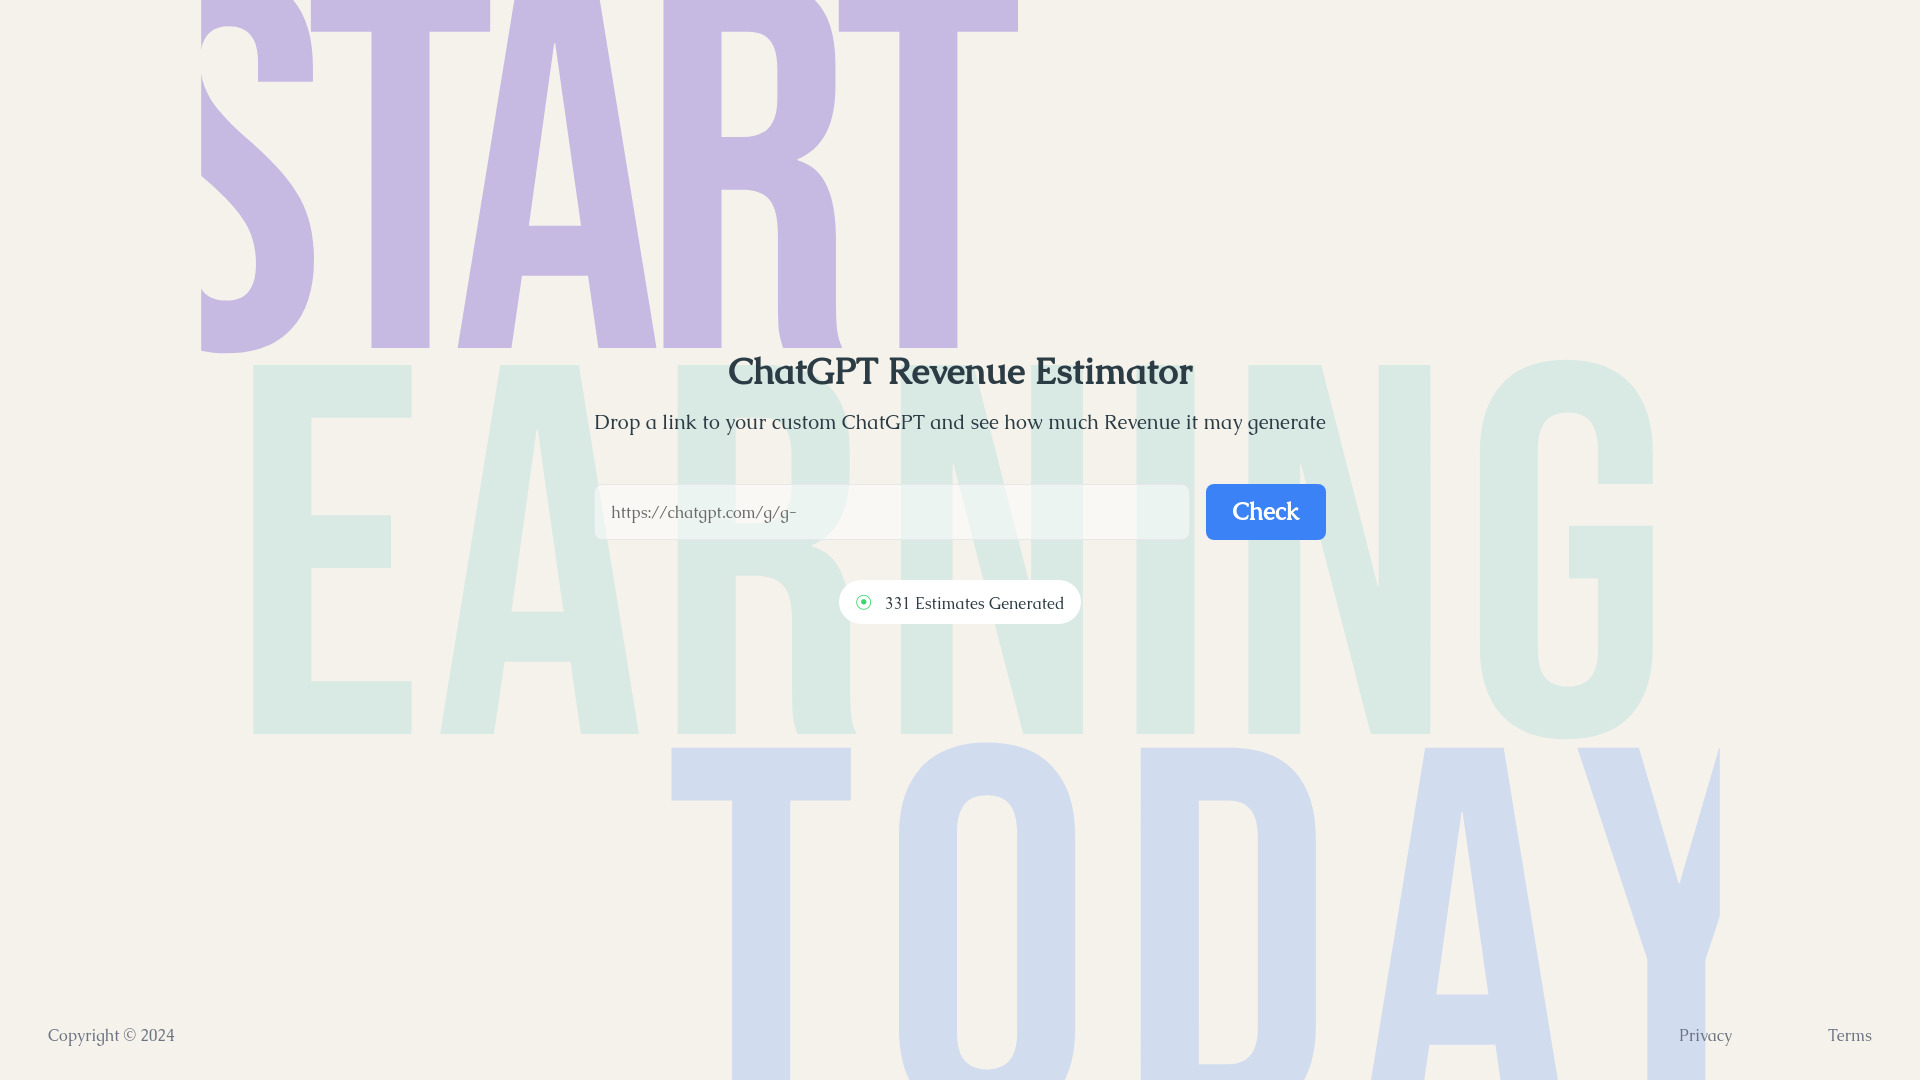 START
EARNING
TODAY
ChatGPT Revenue Estimator
Drop a link to your custom ChatGPT and see how much Revenue it may generate
https://chatgpt.com/g/g-
Check
331 Estimates Generated
Copyright © 2024
Privacy
Terms